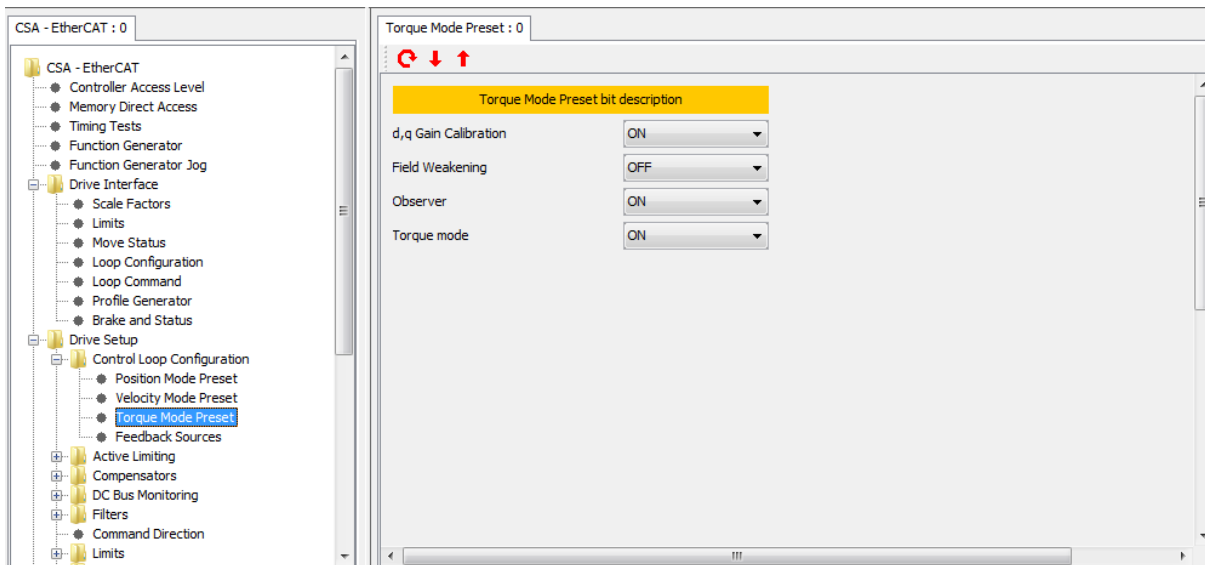 CSA - EtherCAT : 0
CSA - EtherCAT
Controller Access Level
Memory Direct Access
Timing Tests
Function Generator
Function Generator Jog
Drive Interface
Scale Factors
Limits
Move Status
Loop Configuration
Loop Command
Profile Generator
Brake and Status
Drive Setup
Control Loop Configuration
Position Mode Preset
Velocity Mode Preset
Torque Mode Preset
Feedback Sources
Active Limiting
Compensators
DC Bus Monitoring
Filters
Command Direction
Limits
Torque Mode Preset : 0
Torque Mode Preset bit description
d,q Gain Calibration ON
Field Weakening OFF
Observer ON
Torque mode ON